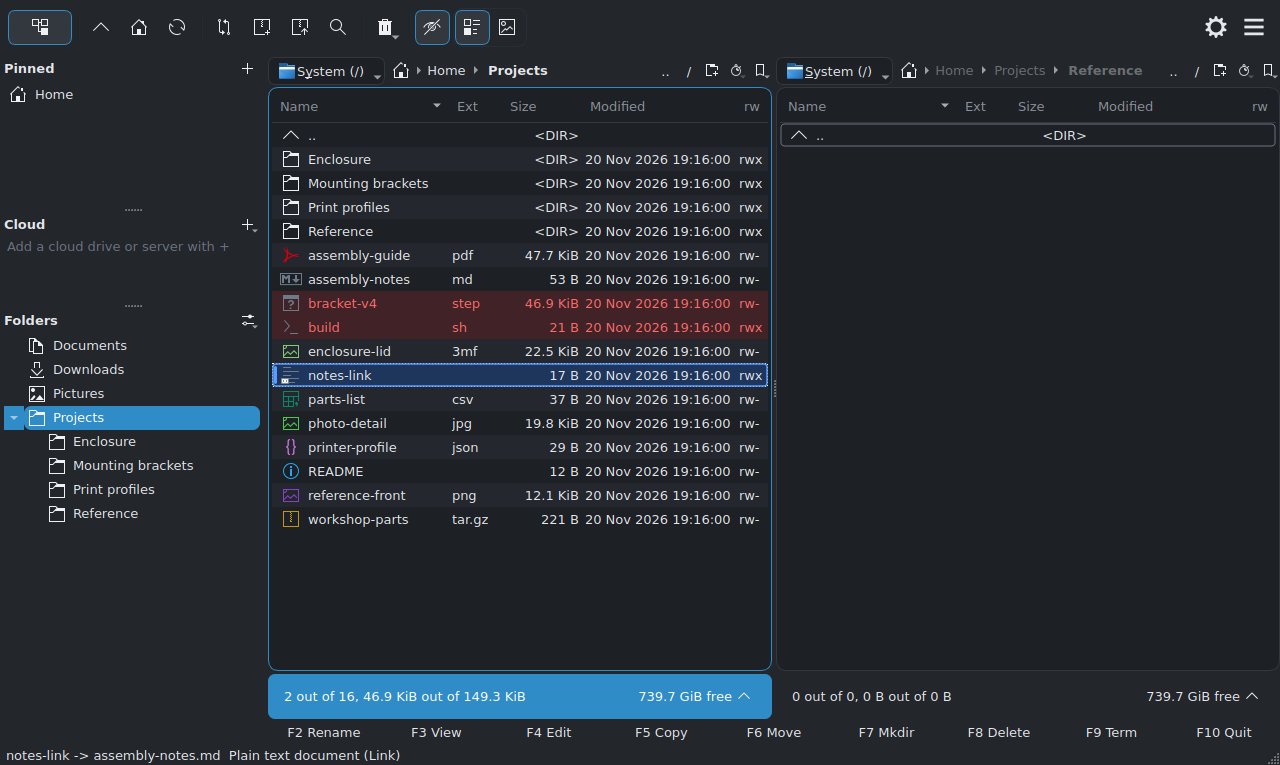 Pinned
Home
Cloud
Add a cloud drive or server with +
Folders
Documents
Downloads
Pictures
Projects
Enclosure
Mounting brackets
Print profiles
Reference
System (/) Home Projects .. /
Name Ext Size Modified rw
.. <DIR>
Enclosure <DIR> 20 Nov 2026 19:16:00 rwx
Mounting brackets <DIR> 20 Nov 2026 19:16:00 rwx
Print profiles <DIR> 20 Nov 2026 19:16:00 rwx
Reference <DIR> 20 Nov 2026 19:16:00 rwx
assembly-guide pdf 47.7 KiB 20 Nov 2026 19:16:00 rw-
assembly-notes md 53 B 20 Nov 2026 19:16:00 rw-
bracket-v4 step 46.9 KiB 20 Nov 2026 19:16:00 rw-
build sh 21 B 20 Nov 2026 19:16:00 rwx
enclosure-lid 3mf 22.5 KiB 20 Nov 2026 19:16:00 rw-
notes-link 17 B 20 Nov 2026 19:16:00 rwx
parts-list csv 37 B 20 Nov 2026 19:16:00 rw-
photo-detail jpg 19.8 KiB 20 Nov 2026 19:16:00 rw-
printer-profile json 29 B 20 Nov 2026 19:16:00 rw-
README 12 B 20 Nov 2026 19:16:00 rw-
reference-front png 12.1 KiB 20 Nov 2026 19:16:00 rw-
workshop-parts tar.gz 221 B 20 Nov 2026 19:16:00 rw-
2 out of 16, 46.9 KiB out of 149.3 KiB 739.7 GiB free
System (/) Home Projects Reference .. /
Name Ext Size Modified rw
.. <DIR>
0 out of 0, 0 B out of 0 B 739.7 GiB free
F2 Rename F3 View F4 Edit F5 Copy F6 Move F7 Mkdir F8 Delete F9 Term F10 Quit
notes-link -> assembly-notes.md Plain text document (Link)